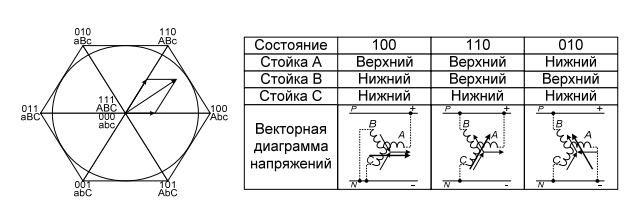 010
aBc
110
ABc
011
aBC
111
ABC
000
abc
100
Abc
001
abC
101
AbC
Состояние 100 110 010
Стойка А Верхний Верхний Нижний
Стойка В Нижний Верхний Верхний
Стойка С Нижний Нижний Нижний
Векторная
диаграмма
напряжений
P +
B
A
C
N -
P +
B
A
C
N -
P +
B
A
C
N -